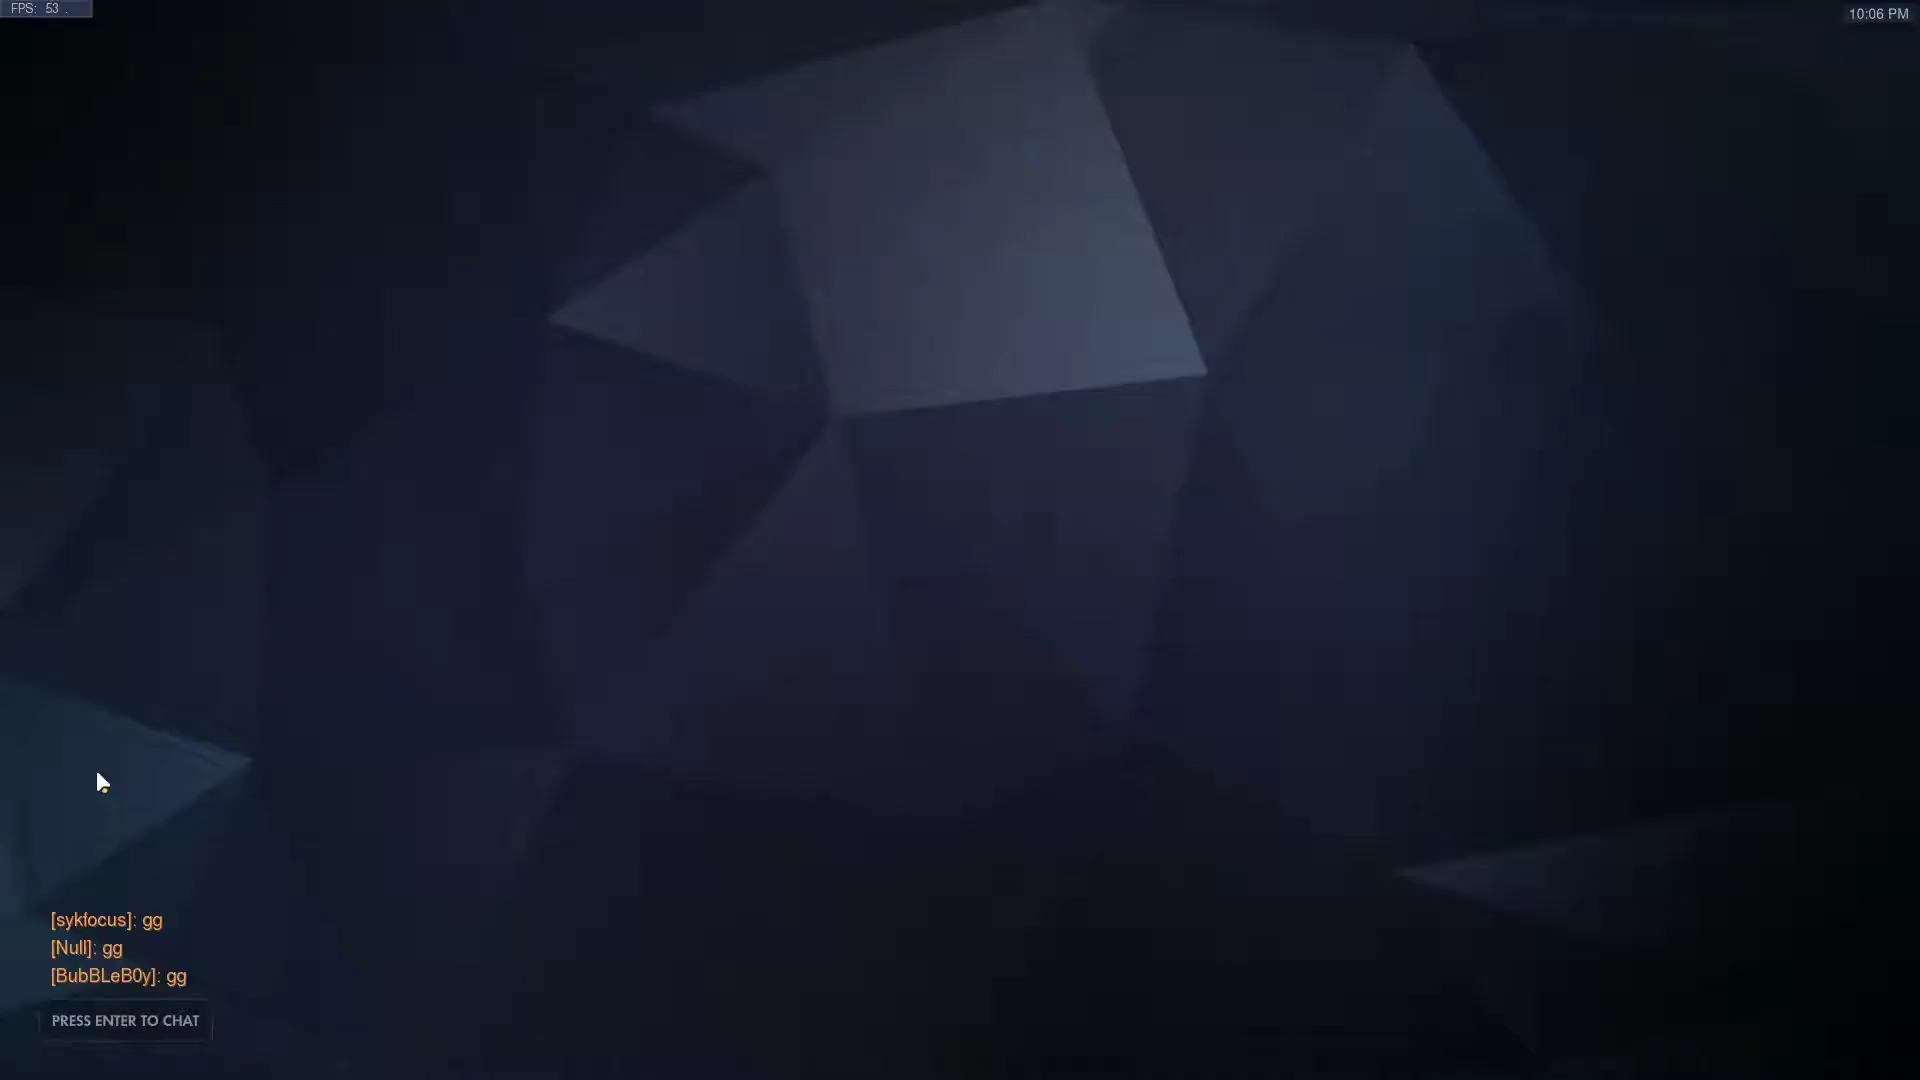 FPS: 53
10:06 PM
[sykfocus]: gg
[Null]: gg
[BubBLeB0y]: gg
PRESS ENTER TO CHAT